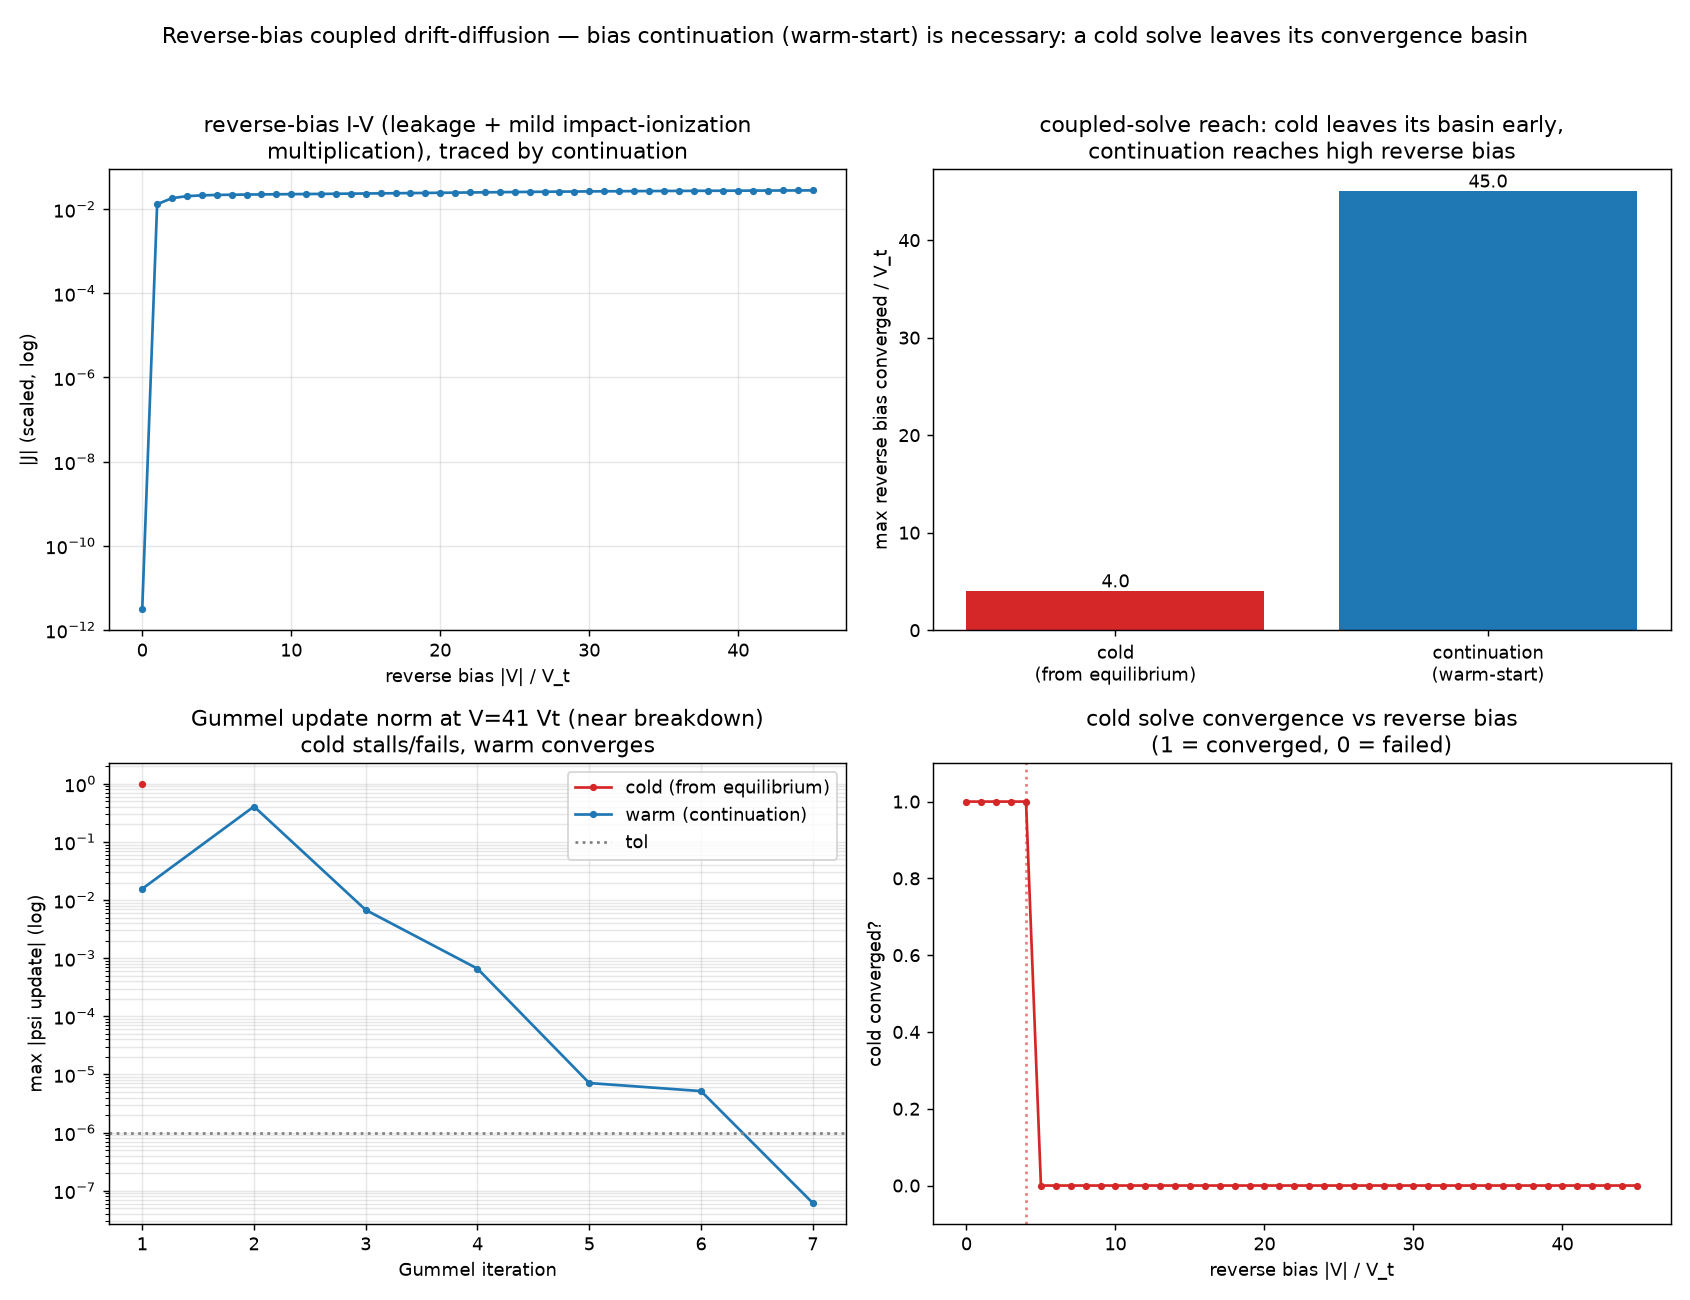 Reverse-bias coupled drift-diffusion — bias continuation (warm-start) is necessary: a cold solve leaves its convergence basin
reverse-bias I-V (leakage + mild impact-ionization
multiplication), traced by continuation
|J| (scaled, log)
10⁻²
10⁻⁴
10⁻⁶
10⁻⁸
10⁻¹⁰
10⁻¹²
0 10 20 30 40
reverse bias |V| / V_t
coupled-solve reach: cold leaves its basin early,
continuation reaches high reverse bias
max reverse bias converged / V_t
40
30
20
10
0
4.0
45.0
cold
(from equilibrium)
continuation
(warm-start)
Gummel update norm at V=41 Vt (near breakdown)
cold stalls/fails, warm converges
max |psi update| (log)
10⁰
10⁻¹
10⁻²
10⁻³
10⁻⁴
10⁻⁵
10⁻⁶
10⁻⁷
cold (from equilibrium)
warm (continuation)
tol
1 2 3 4 5 6 7
Gummel iteration
cold solve convergence vs reverse bias
(1 = converged, 0 = failed)
cold converged?
1.0
0.8
0.6
0.4
0.2
0.0
0 10 20 30 40
reverse bias |V| / V_t